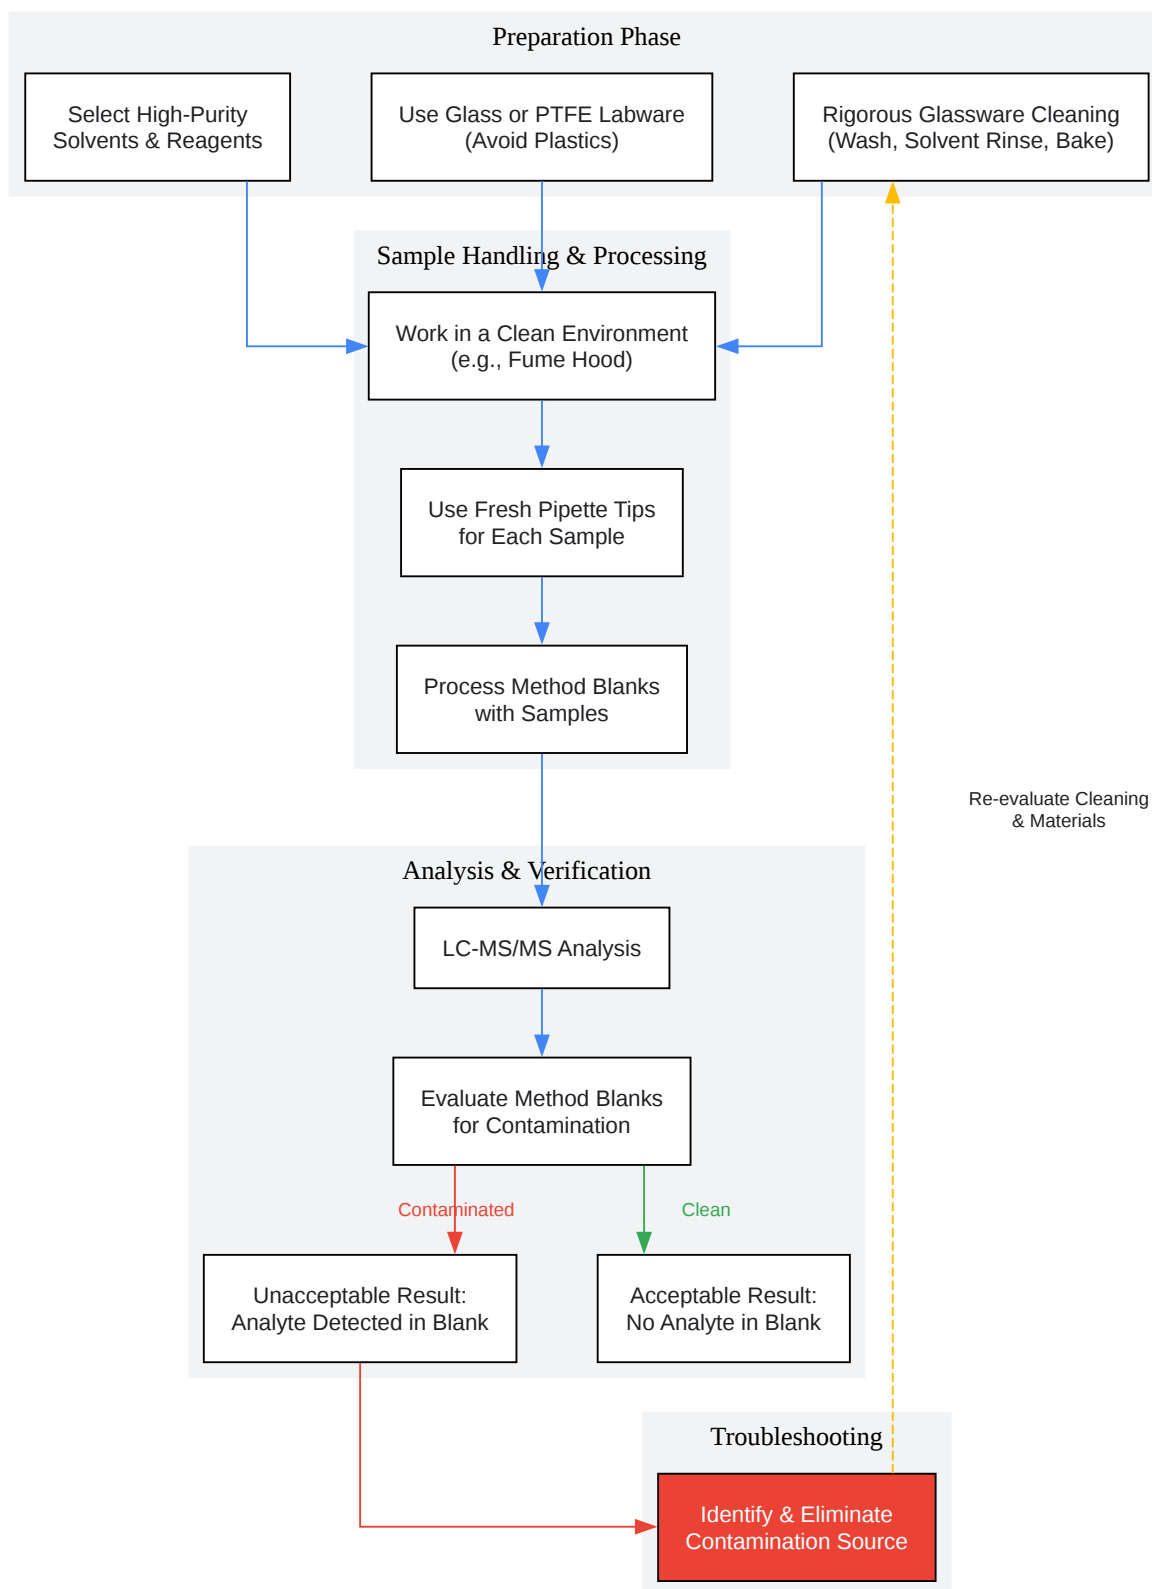 Preparation Phase
Select High-Purity
Solvents & Reagents
Use Glass or PTFE Labware
(Avoid Plastics)
Rigorous Glassware Cleaning
(Wash, Solvent Rinse, Bake)
Sample Handling & Processing
Work in a Clean Environment
(e.g., Fume Hood)
Use Fresh Pipette Tips
for Each Sample
Process Method Blanks
with Samples
Re-evaluate Cleaning
& Materials
Analysis & Verification
LC-MS/MS Analysis
Evaluate Method Blanks
for Contamination
Contaminated
Clean
Unacceptable Result:
Analyte Detected in Blank
Acceptable Result:
No Analyte in Blank
Troubleshooting
Identify & Eliminate
Contamination Source